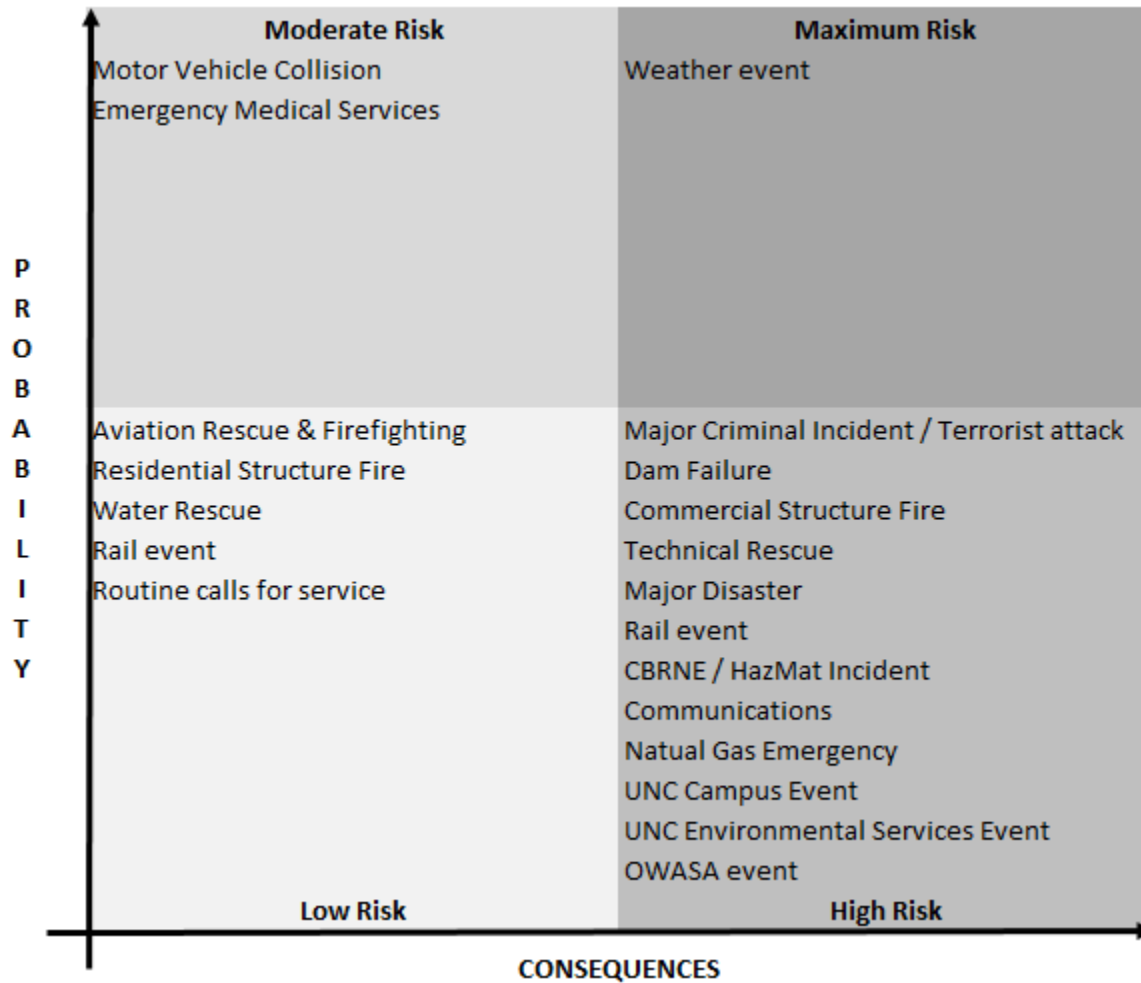 Moderate Risk
Motor Vehicle Collision
Emergency Medical Services
Maximum Risk
Weather event
PROBABILITY
Aviation Rescue & Firefighting
Residential Structure Fire
Water Rescue
Rail event
Routine calls for service
Low Risk
Major Criminal Incident / Terrorist attack
Dam Failure
Commercial Structure Fire
Technical Rescue
Major Disaster
Rail event
CBRNE / HazMat Incident
Communications
Natual Gas Emergency
UNC Campus Event
UNC Environmental Services Event
OWASA event
High Risk
CONSEQUENCES